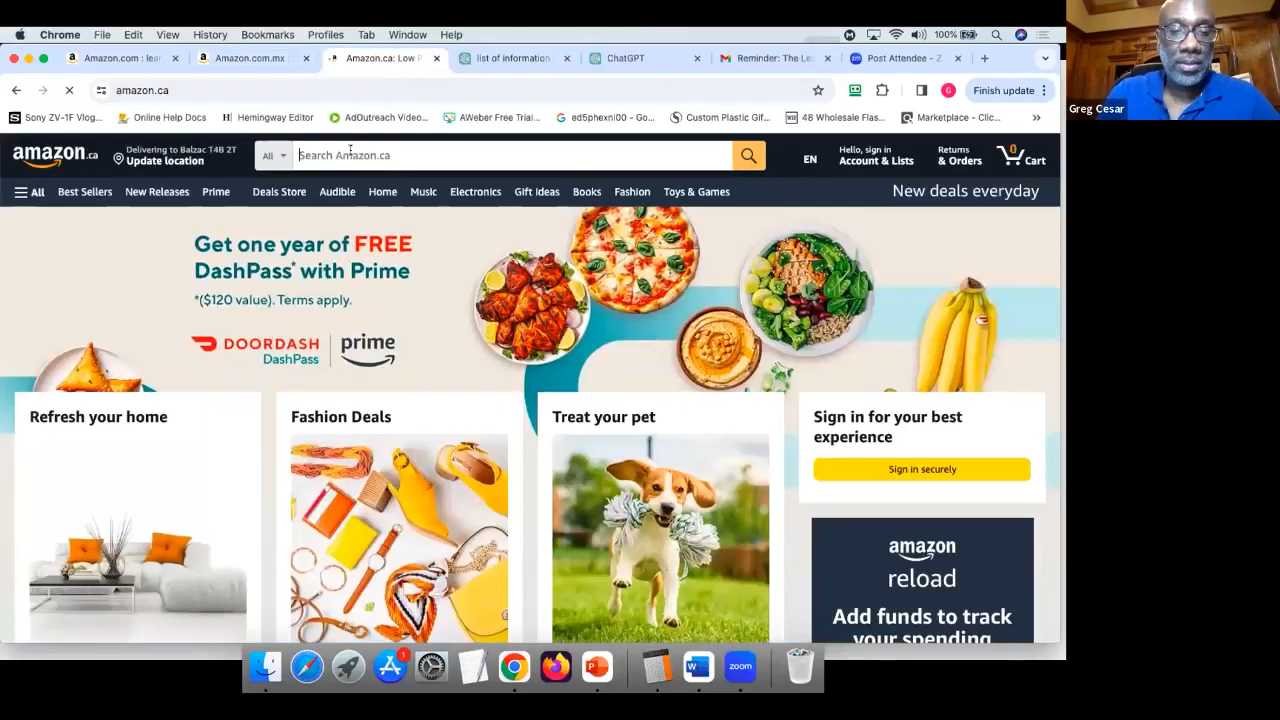 Chrome File Edit View History Bookmarks Profiles Tab Window Help 100%
Amazon.com : lear Amazon.com.mx : Amazon.ca: Low P list of information ChatGPT Reminder: The Lea Post Attendee - Z
amazon.ca Finish update
Sony ZV-1F Vlog... Online Help Docs Hemingway Editor AdOutreach Video... AWeber Free Trial... ed5phexnl00 - Go... Custom Plastic Gif... 48 Wholesale Flas... Marketplace - Clic...
Greg Cesar
amazon.ca
Delivering to Balzac T4B 2T
Update location
All Search Amazon.ca
EN
Hello, sign in
Account & Lists
Returns
& Orders
0
Cart
All Best Sellers New Releases Prime Deals Store Audible Home Music Electronics Gift Ideas Books Fashion Toys & Games New deals everyday
Get one year of FREE
DashPass* with Prime
*($120 value). Terms apply.
DOORDASH
DashPass
prime
Refresh your home
Fashion Deals
Treat your pet
Sign in for your best
experience
Sign in securely
amazon
reload
Add funds to track
your spending
1
zoom